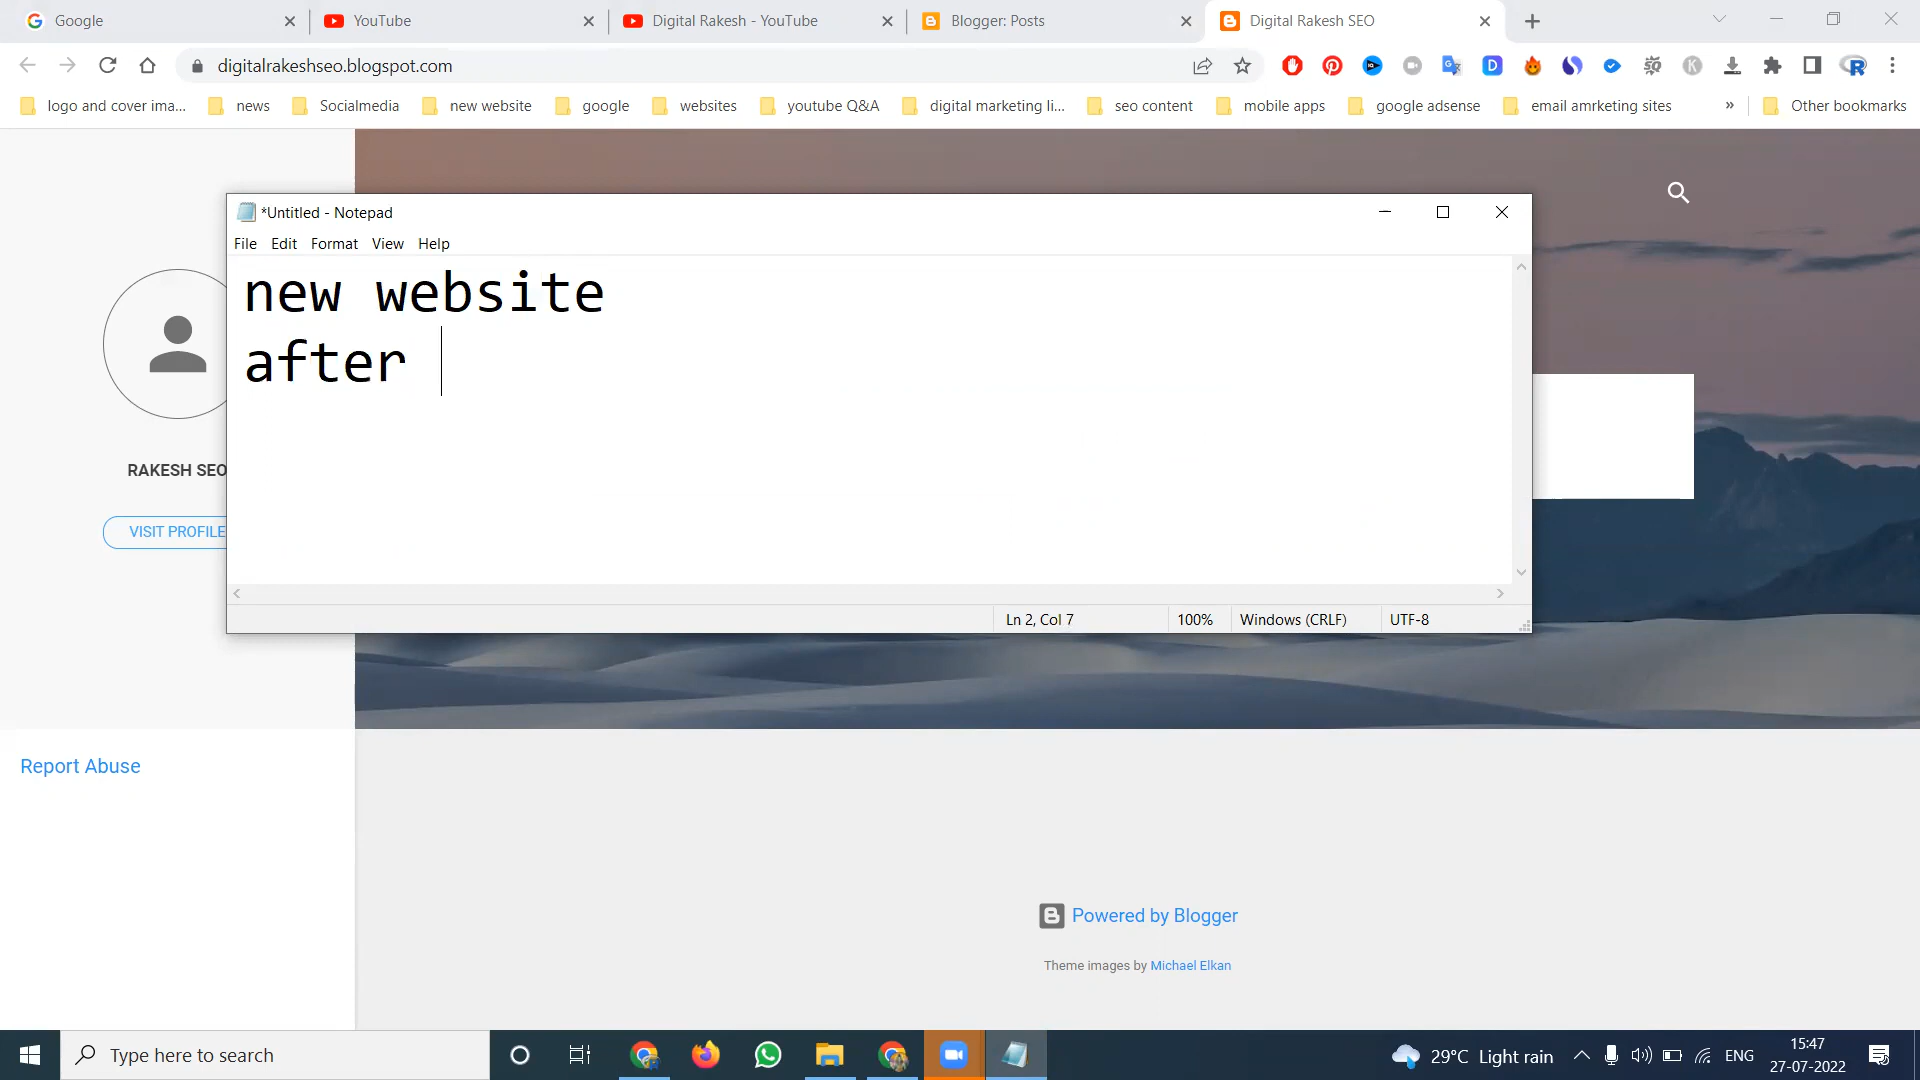 Google
YouTube
Digital Rakesh - YouTube
Blogger: Posts
Digital Rakesh SEO
digitalrakeshseo.blogspot.com
logo and cover ima...
news
Socialmedia
new website
google
websites
youtube Q&A
digital marketing li...
seo content
mobile apps
google adsense
email amrketing sites
»
Other bookmarks
*Untitled - Notepad
File Edit Format View Help
new website
after
Ln 2, Col 7
100%
Windows (CRLF)
UTF-8
RAKESH SEO
VISIT PROFILE
Report Abuse
Powered by Blogger
Theme images by Michael Elkan
Type here to search
29°C Light rain
ENG
15:47
27-07-2022